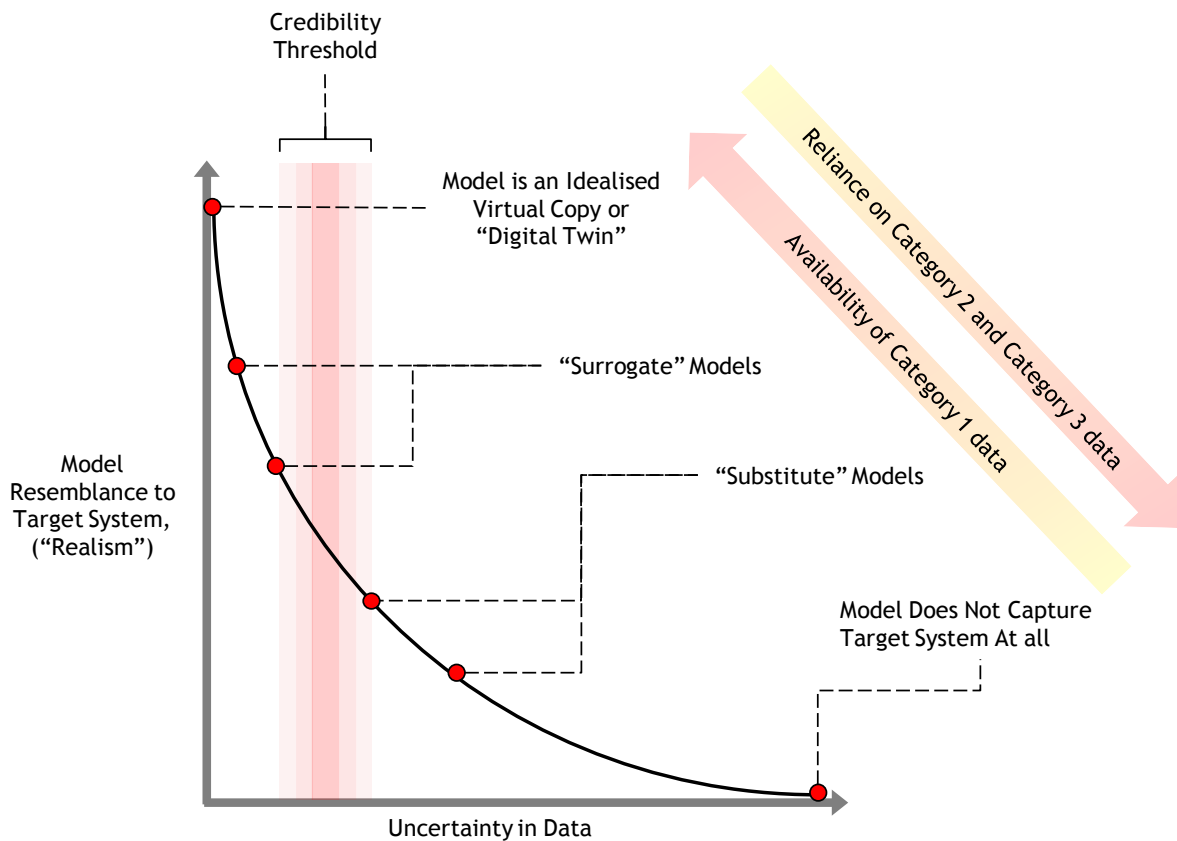 Credibility
Threshold
Model is an Idealised
Virtual Copy or
“Digital Twin”
Reliance on Category 2 and Category 3 data
Availability of Category 1 data
“Surrogate” Models
Model
Resemblance to
Target System,
(“Realism”)
“Substitute” Models
Model Does Not Capture
Target System At all
Uncertainty in Data